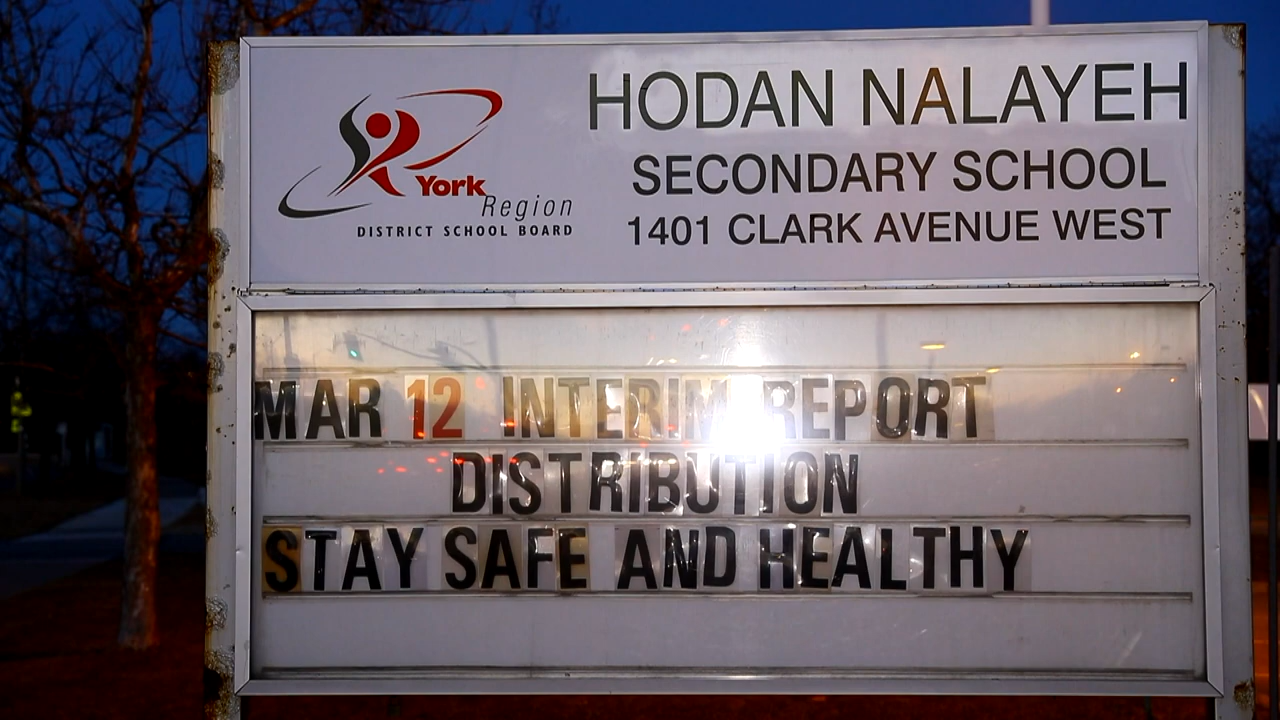 HODAN NALAYEH
SECONDARY SCHOOL
1401 CLARK AVENUE WEST
York
Region
DISTRICT SCHOOL BOARD
MAR 12 INTERIM REPORT
DISTRIBUTION
STAY SAFE AND HEALTHY